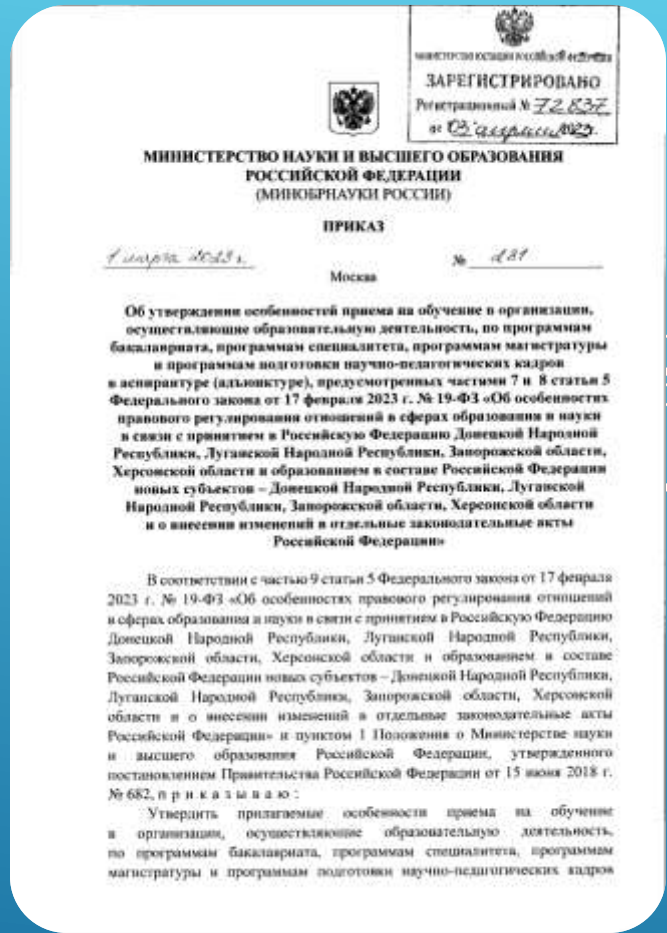 МИНИСТЕРСТВО ЮСТИЦИИ РОССИЙСКОЙ ФЕДЕРАЦИИ
ЗАРЕГИСТРИРОВАНО
Регистрационный № 72837
от 03 апреля 2023.
МИНИСТЕРСТВО НАУКИ И ВЫСШЕГО ОБРАЗОВАНИЯ
РОССИЙСКОЙ ФЕДЕРАЦИИ
(МИНОБРНАУКИ РОССИИ)
ПРИКАЗ
1 марта 2023 г.
№ 231
Москва
Об утверждении особенностей приема на обучение в организации,
осуществляющие образовательную деятельность, по программам
бакалавриата, программам специалитета, программам магистратуры
и программам подготовки научно-педагогических кадров
в аспирантуре (адъюнктуре), предусмотренных частями 7 и 8 статьи 5
Федерального закона от 17 февраля 2023 г. № 19-ФЗ «Об особенностях
правового регулирования отношений в сферах образования и науки
в связи с принятием в Российскую Федерацию Донецкой Народной
Республики, Луганской Народной Республики, Запорожской области,
Херсонской области и образованием в составе Российской Федерации
новых субъектов – Донецкой Народной Республики, Луганской
Народной Республики, Запорожской области, Херсонской области
и о внесении изменений в отдельные законодательные акты
Российской Федерации»
В соответствии с частью 9 статьи 5 Федерального закона от 17 февраля
2023 г. № 19-ФЗ «Об особенностях правового регулирования отношений
в сферах образования и науки в связи с принятием в Российскую Федерацию
Донецкой Народной Республики, Луганской Народной Республики,
Запорожской области, Херсонской области и образованием в составе
Российской Федерации новых субъектов – Донецкой Народной Республики,
Луганской Народной Республики, Запорожской области, Херсонской
области и о внесении изменений в отдельные законодательные акты
Российской Федерации» и пунктом 1 Положения о Министерстве науки
и высшего образования Российской Федерации, утвержденного
постановлением Правительства Российской Федерации от 15 июня 2018 г.
№ 682, п р и к а з ы в а ю :
Утвердить прилагаемые особенности приема на обучение
в организации, осуществляющие образовательную деятельность,
по программам бакалавриата, программам специалитета, программам
магистратуры и программам подготовки научно-педагогических кадров